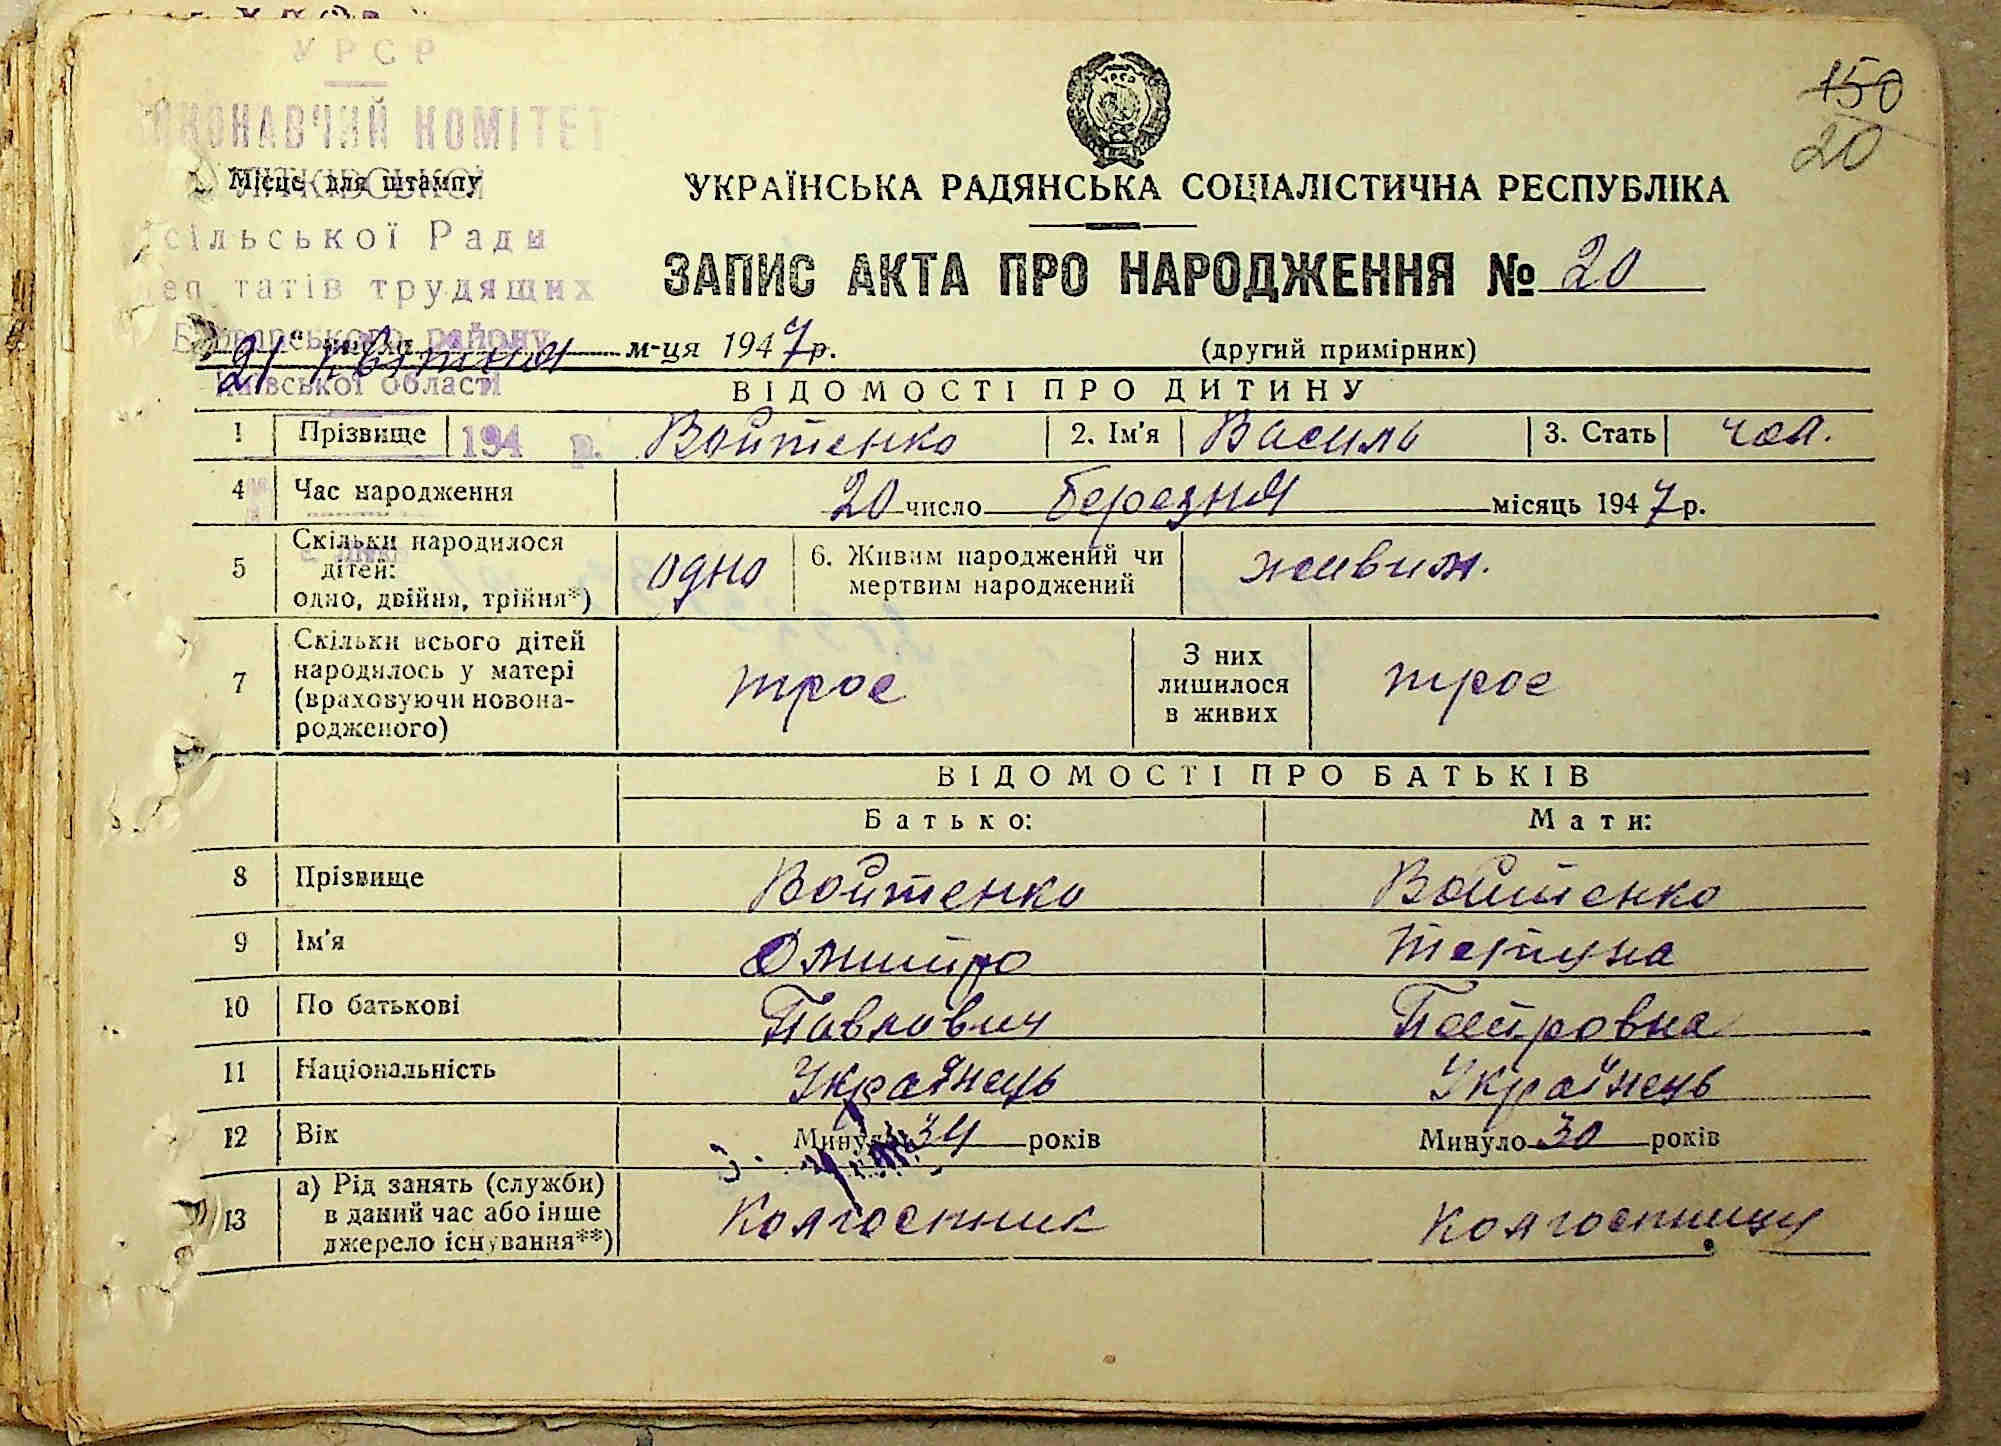 УРСР
ВИКОНАВЧИЙ КОМІТЕТ
150
20
Місце для штампу
УКРАЇНСЬКА РАДЯНСЬКА СОЦІАЛІСТИЧНА РЕСПУБЛІКА
сільської Ради
депутатів трудящих
ЗАПИС АКТА ПРО НАРОДЖЕННЯ № 20
району
21 квітня м-ця 1947р. (другий примірник)
Київської області
ВІДОМОСТІ ПРО ДИТИНУ
1 Прізвище 194 р. Войтенко 2. Ім'я Василь 3. Стать чол.
4 Час народження 20 число березня місяць 1947р.
5 Скільки народилося дітей: одно, двійня, трійня*) одно 6. Живим народжений чи мертвим народжений живим.
7 Скільки всього дітей народилось у матері (враховуючи новона-родженого) троє З них лишилося в живих троє
ВІДОМОСТІ ПРО БАТЬКІВ
Батько: Мати:
8 Прізвище Войтенко Войтенко
9 Ім'я Дмитро
10 По батькові Павлович Петровна
11 Національність Українець Українець
12 Вік Минуло 34 років Минуло 30 років
13 а) Рід занять (служби) в даний час або інше джерело існування**) Колгоспник Колгоспниця